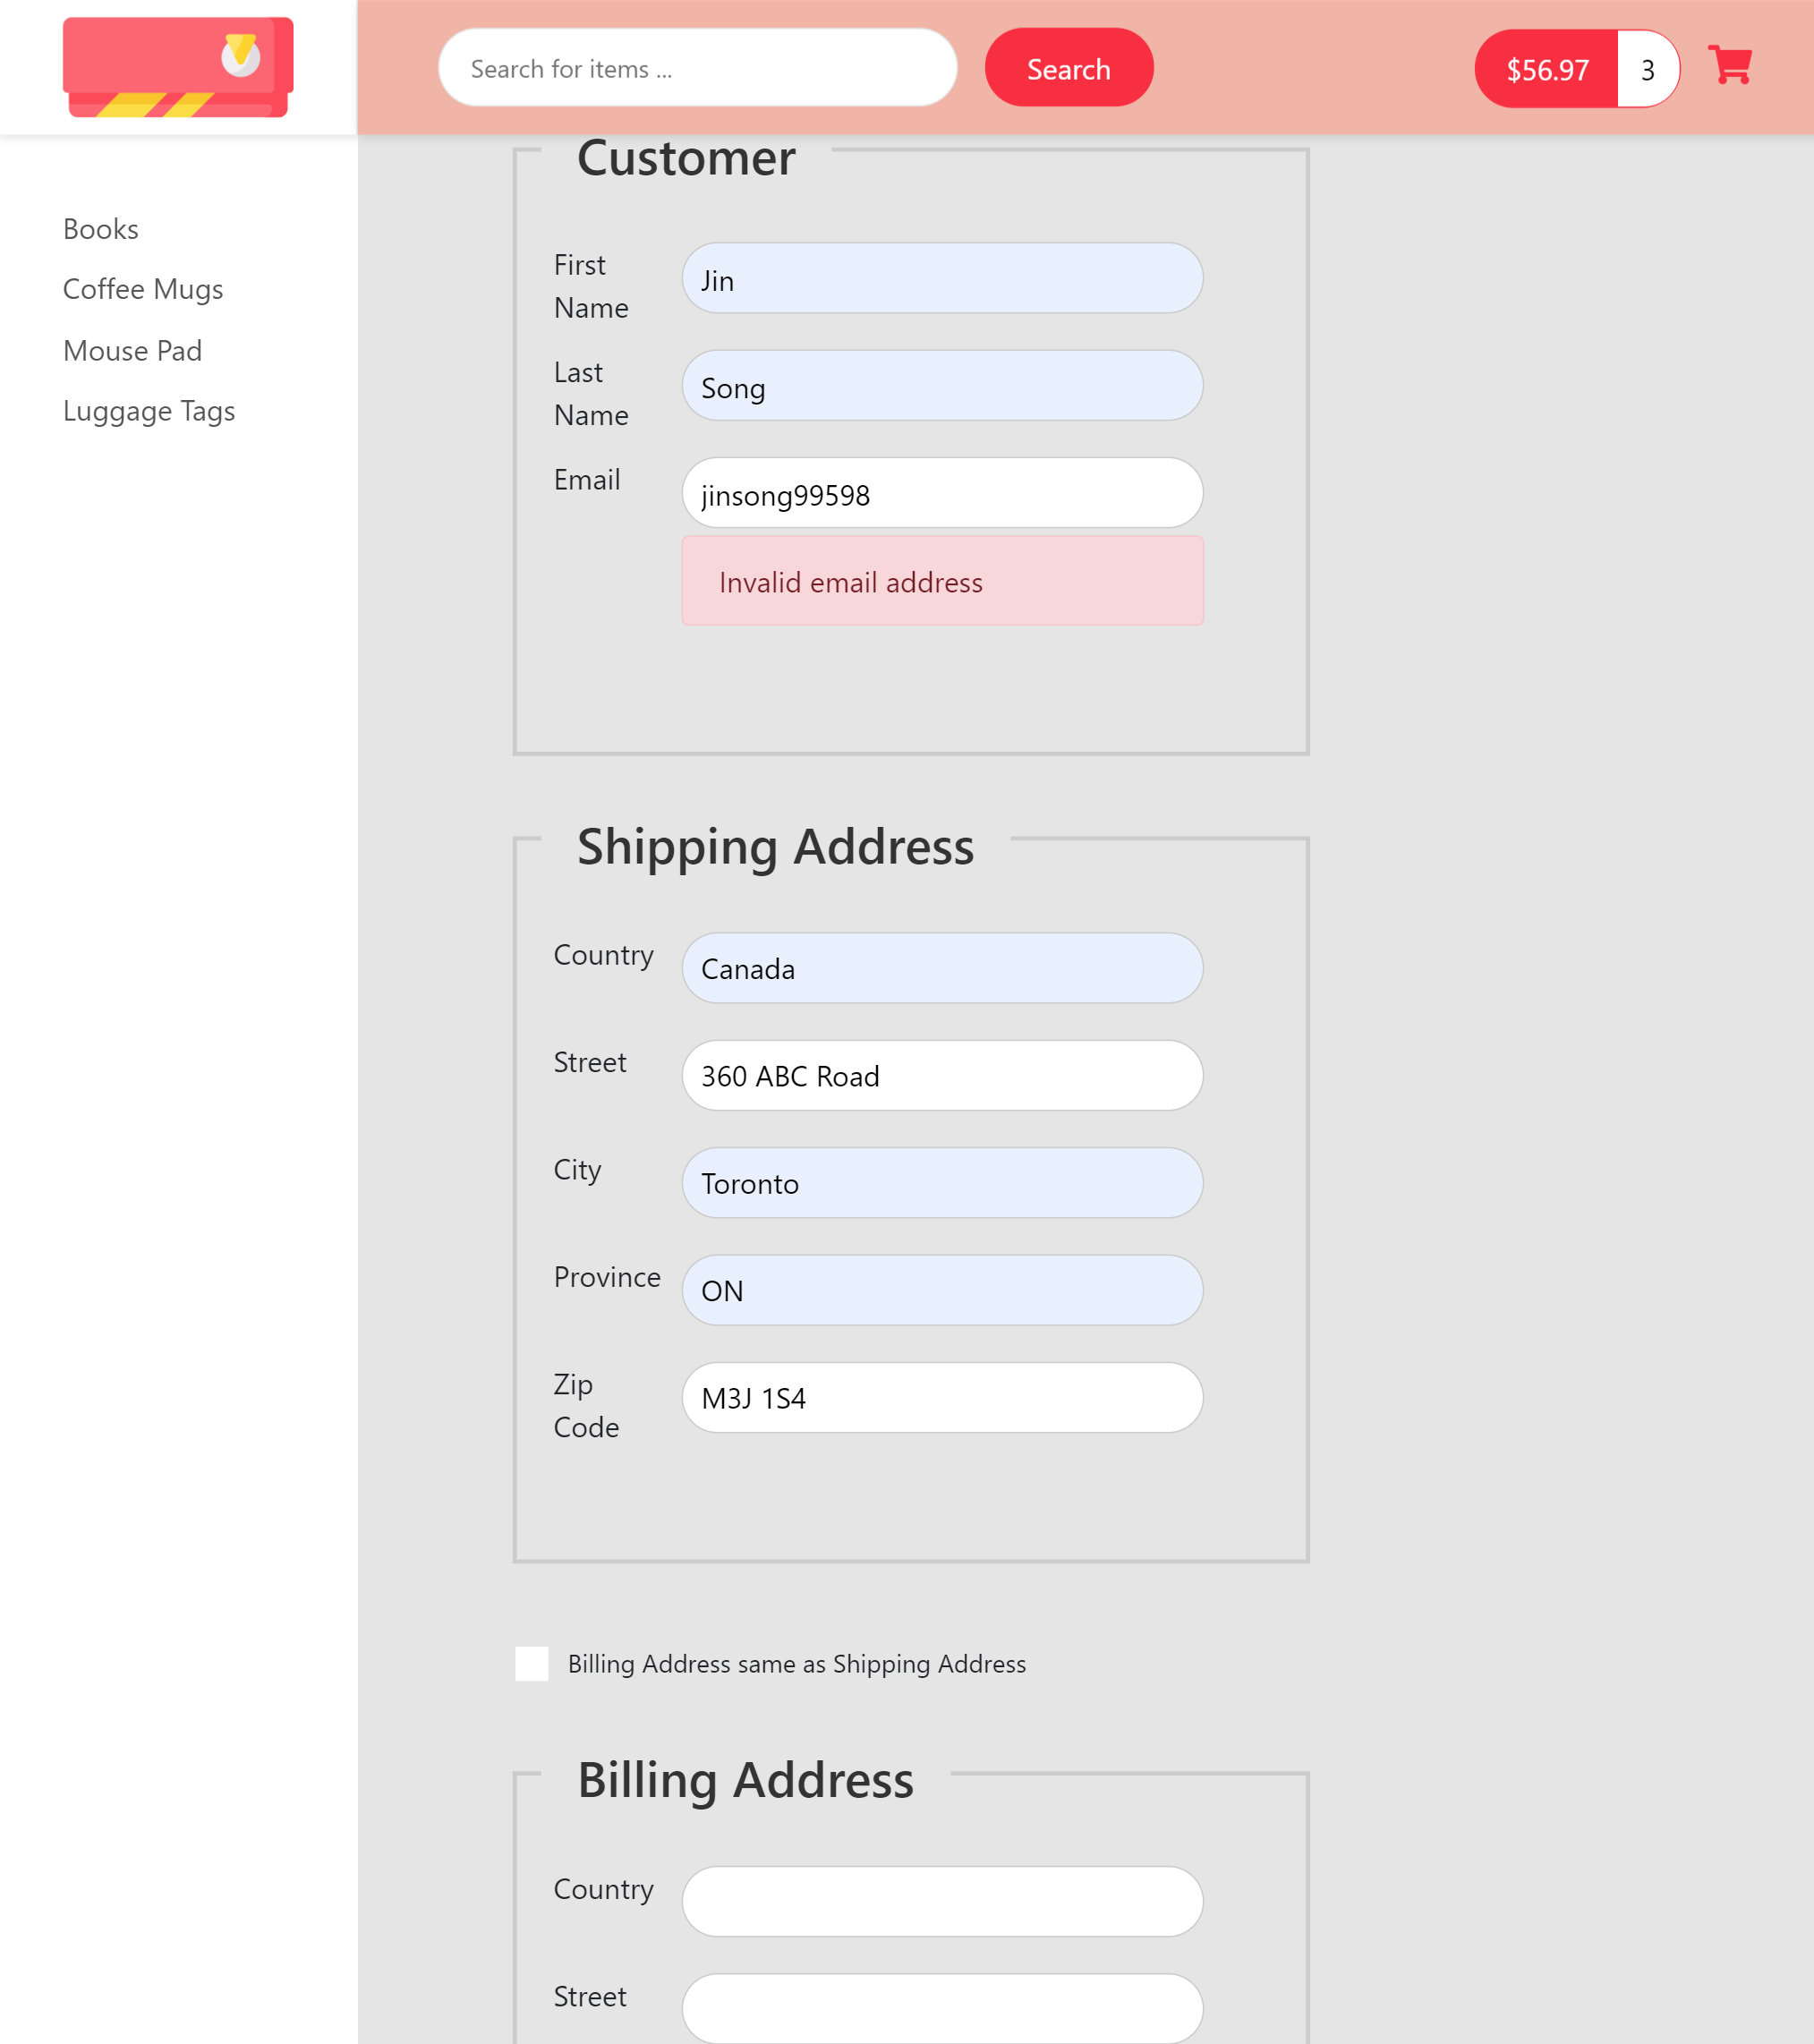 Search for items ...
Search
$56.97
3
Books
Coffee Mugs
Mouse Pad
Luggage Tags
Customer
First
Name
Jin
Last
Name
Song
Email
jinsong99598
Invalid email address
Shipping Address
Country
Canada
Street
360 ABC Road
City
Toronto
Province
ON
Zip
Code
M3J 1S4
Billing Address same as Shipping Address
Billing Address
Country
Street